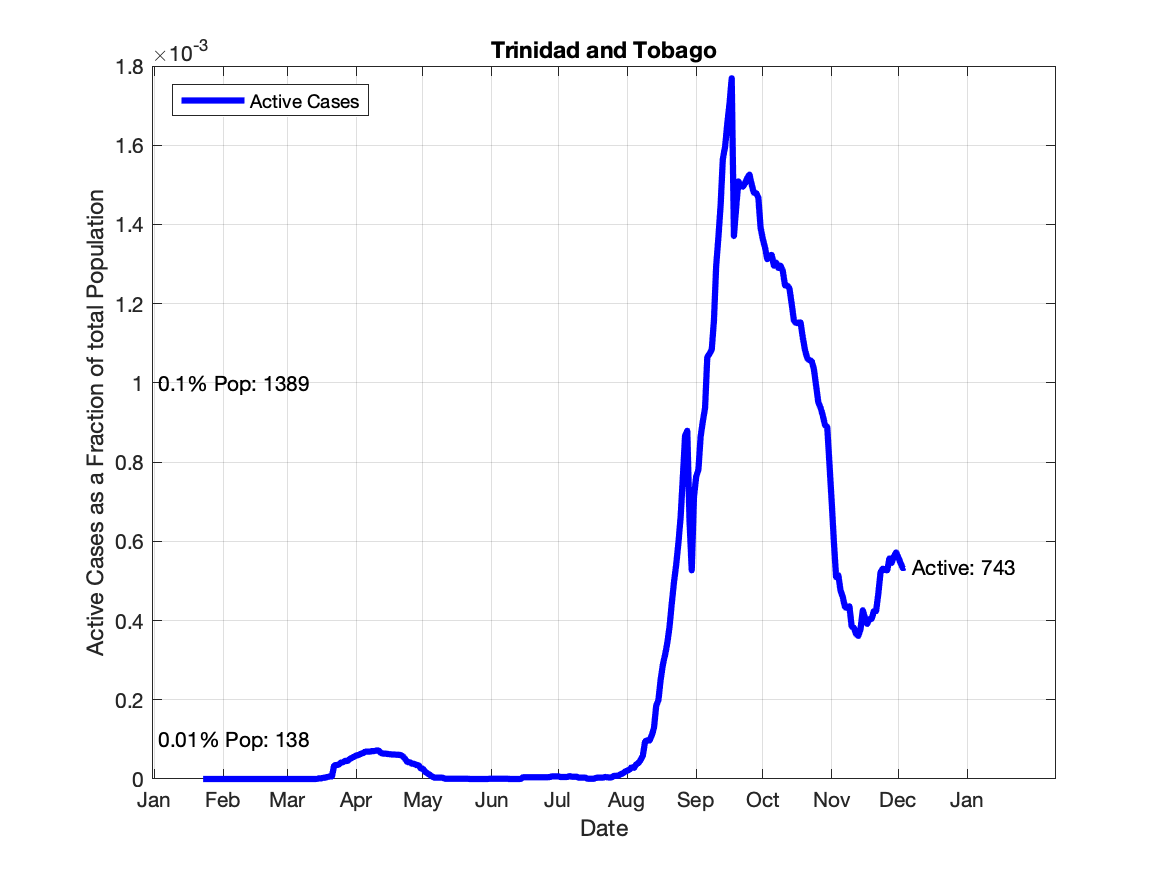 Trinidad and Tobago
×10-3
1.8
1.6
1.4
1.2
1
0.8
0.6
0.4
0.2
0
Active Cases
0.1% Pop: 1389
0.01% Pop: 138
Active: 743
Active Cases as a Fraction of total Population
Jan Feb Mar Apr May Jun Jul Aug Sep Oct Nov Dec Jan
Date